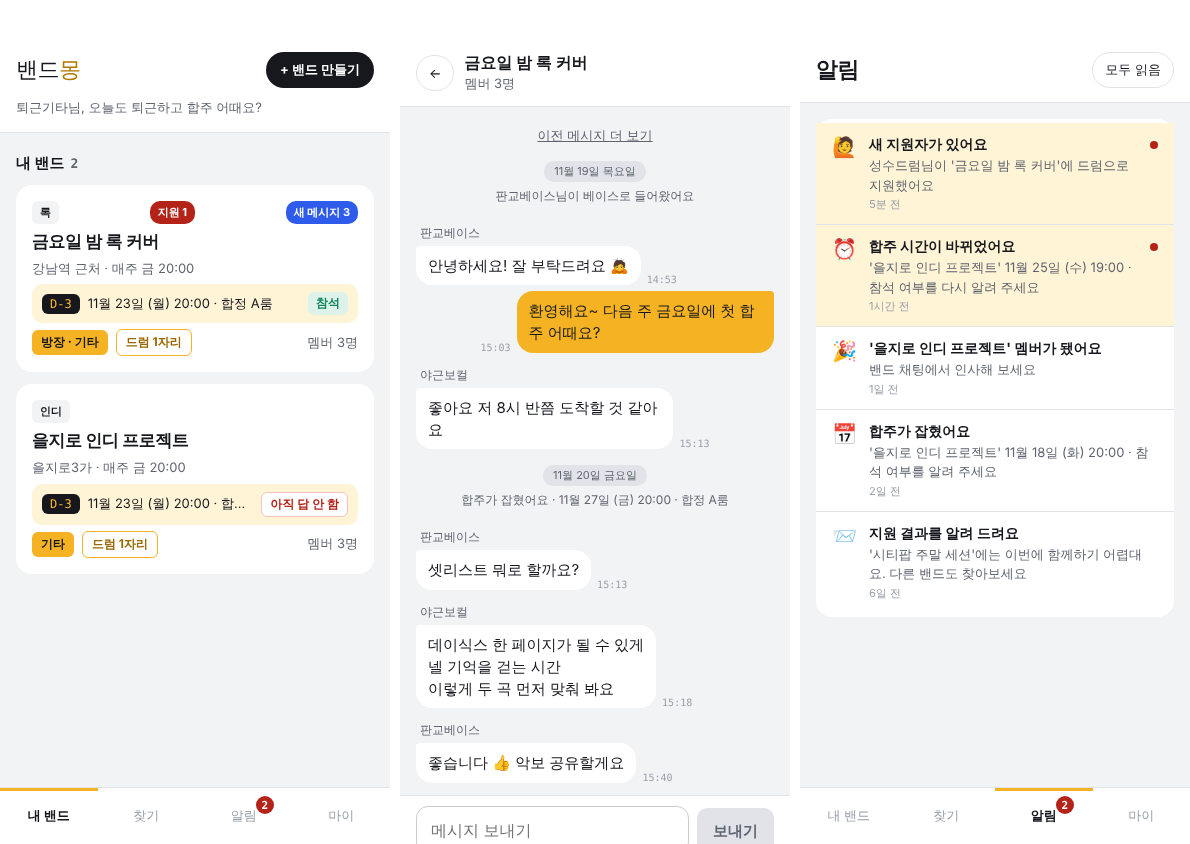 밴드몽
+ 밴드 만들기
퇴근기타님, 오늘도 퇴근하고 합주 어때요?
내 밴드 2
록
지원 1
새 메시지 3
금요일 밤 록 커버
강남역 근처 · 매주 금 20:00
D-3 11월 23일 (월) 20:00 · 합정 A룸 참석
방장 · 기타 드럼 1자리 멤버 3명
인디
을지로 인디 프로젝트
을지로3가 · 매주 금 20:00
D-3 11월 23일 (월) 20:00 · 합... 아직 답 안 함
기타 드럼 1자리 멤버 3명
내 밴드 찾기 알림 2 마이
←
금요일 밤 록 커버
멤버 3명
이전 메시지 더 보기
11월 19일 목요일
판교베이스님이 베이스로 들어왔어요
판교베이스
안녕하세요! 잘 부탁드려요 🙇
14:53
환영해요~ 다음 주 금요일에 첫 합
주 어때요?
15:03
야근보컬
좋아요 저 8시 반쯤 도착할 것 같아
요
15:13
11월 20일 금요일
합주가 잡혔어요 · 11월 27일 (금) 20:00 · 합정 A룸
판교베이스
셋리스트 뭐로 할까요?
15:13
야근보컬
데이식스 한 페이지가 될 수 있게
넬 기억을 걷는 시간
이렇게 두 곡 먼저 맞춰 봐요
15:18
판교베이스
좋습니다 👍 악보 공유할게요
15:40
메시지 보내기
보내기
알림
모두 읽음
새 지원자가 있어요
성수드럼님이 '금요일 밤 록 커버'에 드럼으로
지원했어요
5분 전
합주 시간이 바뀌었어요
'을지로 인디 프로젝트' 11월 25일 (수) 19:00 ·
참석 여부를 다시 알려 주세요
1시간 전
'을지로 인디 프로젝트' 멤버가 됐어요
밴드 채팅에서 인사해 보세요
1일 전
합주가 잡혔어요
'을지로 인디 프로젝트' 11월 18일 (화) 20:00 · 참
석 여부를 알려 주세요
2일 전
지원 결과를 알려 드려요
'시티팝 주말 세션'에는 이번에 함께하기 어렵대
요. 다른 밴드도 찾아보세요
6일 전
내 밴드 찾기 알림 2 마이